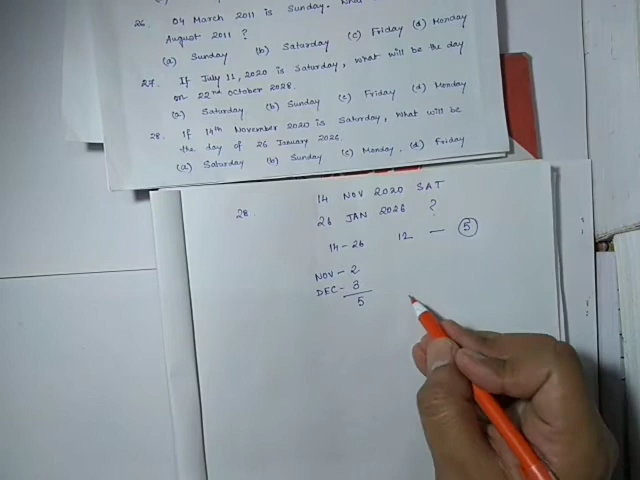 26. 04 March 2011 is Sunday. What
August 2011 ?
(a) Sunday (b) Saturday (c) Friday (d) Monday
27. If July 11, 2020 is Saturday, what will be the day
on 22nd October 2028.
(a) Saturday (b) Sunday (c) Friday (d) Monday
28. If 14th November 2020 is Saturday, what will be
the day of 26 January 2026.
(a) Saturday (b) Sunday (c) Monday. (d) Friday
28. 14 NOV 2020 SAT
26 JAN 2026 ?
14 - 26 12 — 5
NOV - 2
DEC - 3
5